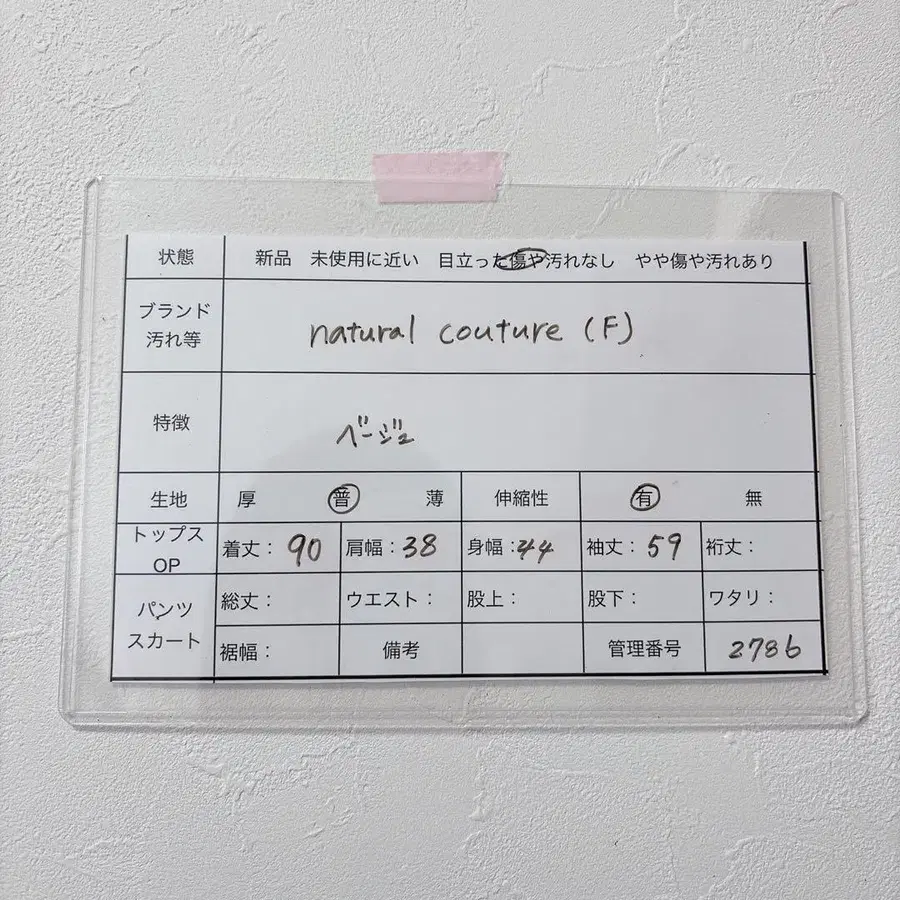 状態 新品 未使用に近い 目立った傷や汚れなし やや傷や汚れあり
ブランド
汚れ等
natural couture (F)
特徴 ベージュ
生地 厚 普 薄 伸縮性 有 無
トップス
OP
着丈: 90 肩幅: 38 身幅: 44 袖丈: 59 裄丈:
パンツ
スカート
総丈: ウエスト: 股上: 股下: ワタリ:
裾幅: 備考 管理番号 2786